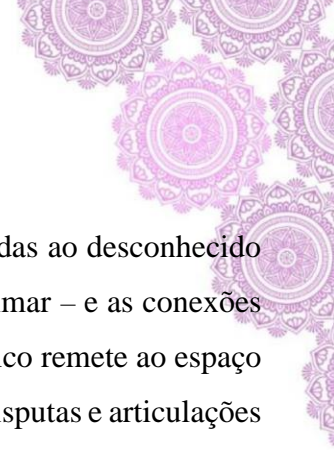 das ao desconhecido
mar – e as conexões
co remete ao espaço
sputas e articulações